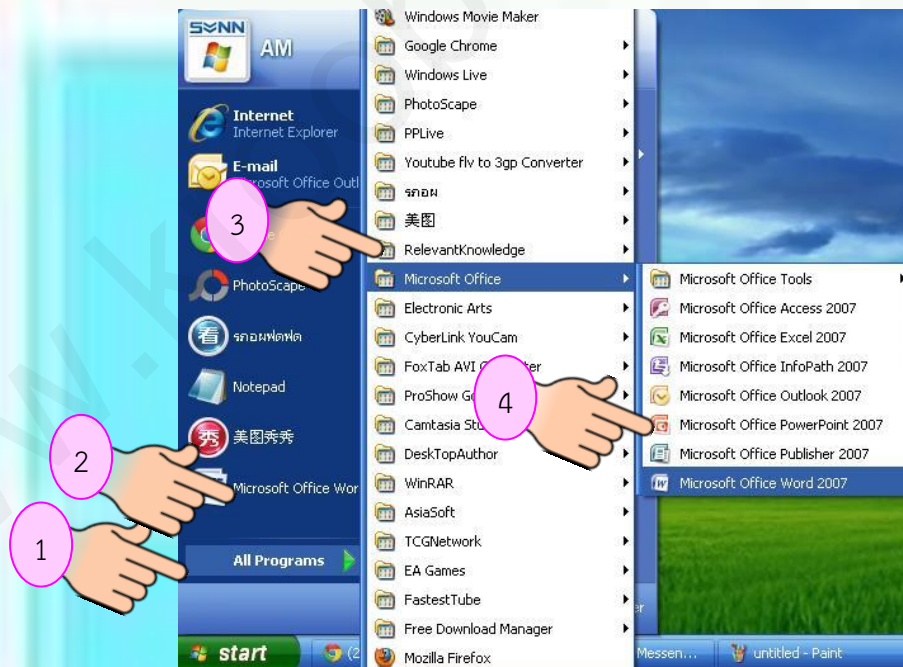 SVNN
AM
Internet
Internet Explorer
E-mail
Microsoft Office Outl
PhotoScape
รกอผฟดฟด
Notepad
美图秀秀
Microsoft Office Wor
All Programs
start
Windows Movie Maker
Google Chrome
Windows Live
PhotoScape
PPLive
Youtube flv to 3gp Converter
รกอผ
美图
RelevantKnowledge
Microsoft Office
Electronic Arts
CyberLink YouCam
FoxTab AVI
ProShow
Camtasia
DeskTopAuthor
WinRAR
AsiaSoft
TCGNetwork
EA Games
FastestTube
Free Download Manager
Mozilla Firefox
Microsoft Office Tools
Microsoft Office Access 2007
Microsoft Office Excel 2007
Microsoft Office InfoPath 2007
Microsoft Office Outlook 2007
Microsoft Office PowerPoint 2007
Microsoft Office Publisher 2007
Microsoft Office Word 2007
Messen...
untitled - Paint
1
2
3
4